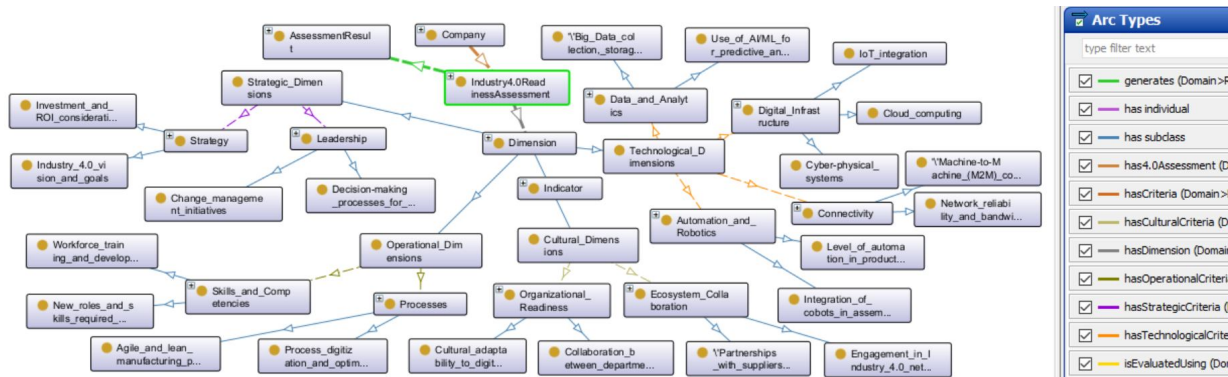 AssessmentResul
t
Company
"\'Big_Data_col
lection,_storag...
Use_of_AI/ML_fo
r_predictive_an...
IoT_integration
Strategic_Dimen
sions
Industry4.0Read
inessAssessment
Data_and_Analyt
ics
Digital_Infrast
ructure
Cloud_computing
Investment_and_
ROI_considerati...
Strategy
Leadership
Dimension
Technological_D
imensions
Cyber-physical_
systems
"\'Machine-to-M
achine_(M2M)_co...
Industry_4.0_vi
sion_and_goals
Change_manageme
nt_initiatives
Decision-making
_processes_for_...
Indicator
Automation_and_
Robotics
Connectivity
Network_reliabi
lity_and_bandwi...
Workforce_train
ing_and_develop...
Operational_Dim
ensions
Cultural_Dimens
ions
Level_of_automa
tion_in_product...
New_roles_and_s
kills_required_...
Skills_and_Comp
etencies
Processes
Organizational_
Readiness
Ecosystem_Colla
boration
Integration_of_
cobots_in_assem...
Agile_and_lean_
manufacturing_p...
Process_digitiz
ation_and_optim...
Cultural_adapta
bility_to_digit...
Collaboration_b
etween_departme...
"\'Partnerships
_with_suppliers...
Engagement_in_I
ndustry_4.0_net...
Arc Types
type filter text
generates (Domain>R
has individual
has subclass
has4.0Assessment (D
hasCriteria (Domain>
hasCulturalCriteria (D
hasDimension (Domai
hasOperationalCriteria
hasStrategicCriteria (
hasTechnologicalCrite
isEvaluatedUsing (Do